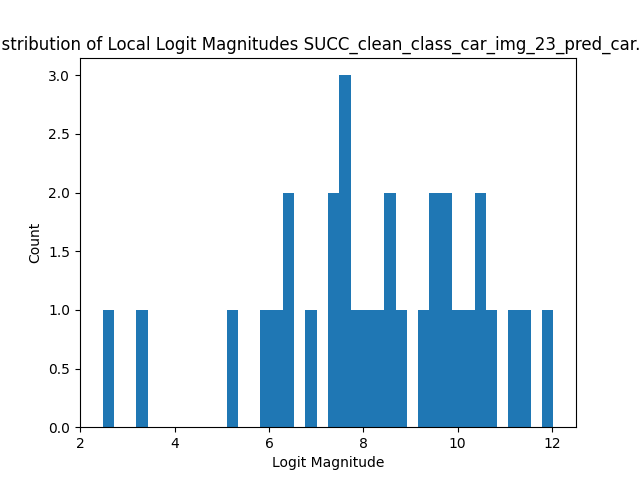 stribution of Local Logit Magnitudes SUCC_clean_class_car_img_23_pred_car.
3.0
2.5
2.0
1.5
1.0
0.5
0.0
Count
2 4 6 8 10 12
Logit Magnitude